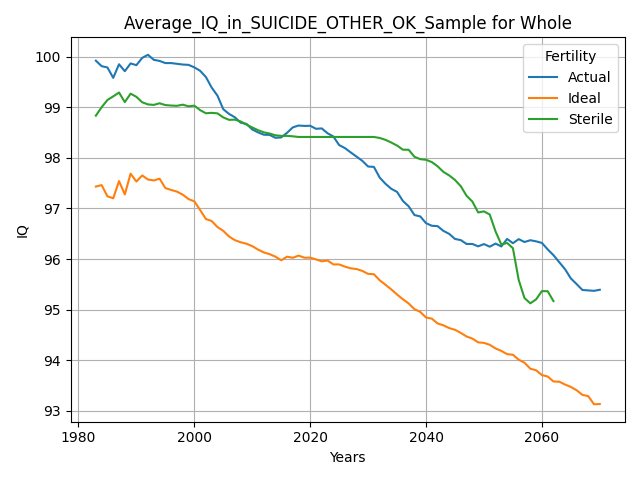 Average_IQ_in_SUICIDE_OTHER_OK_Sample for Whole
Fertility
Actual
Ideal
Sterile
IQ
100
99
98
97
96
95
94
93
1980
2000
2020
2040
2060
Years